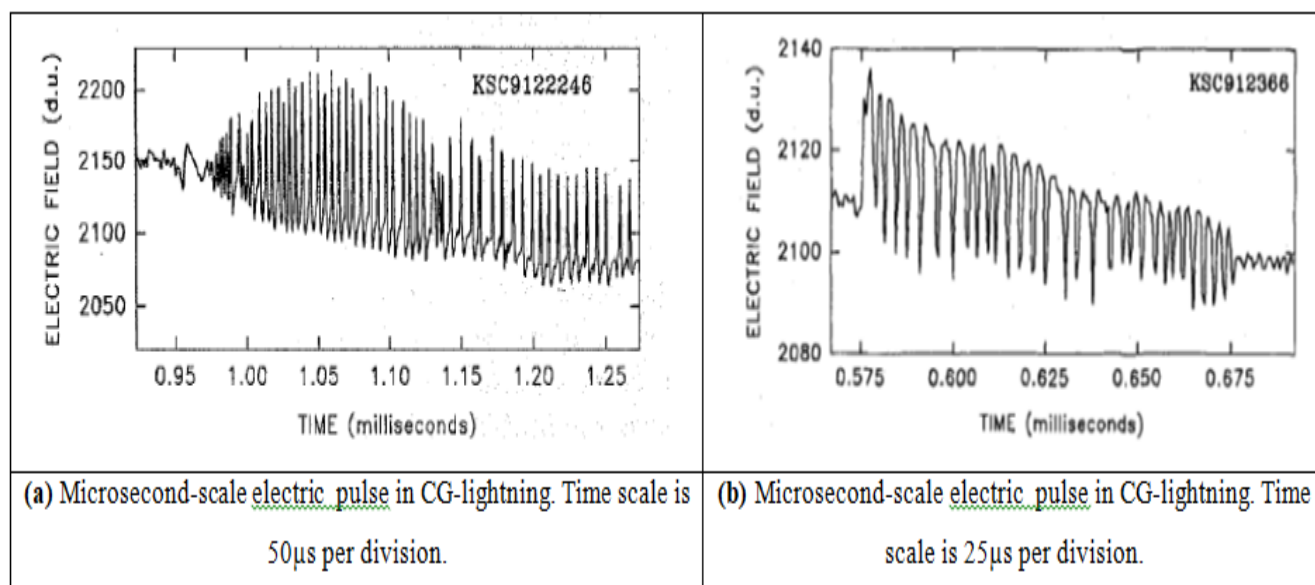 ELECTRIC FIELD (d.u.)
2200
2150
2100
2050
KSC9122246
0.95 1.00 1.05 1.10 1.15 1.20 1.25
TIME (milliseconds)
ELECTRIC FIELD (d.u.)
2140
2120
2100
2080
KSC912366
0.575 0.600 0.625 0.650 0.675
TIME (milliseconds)
(a) Microsecond-scale electric pulse in CG-lightning. Time scale is
50μs per division.
(b) Microsecond-scale electric pulse in CG-lightning. Time
scale is 25μs per division.